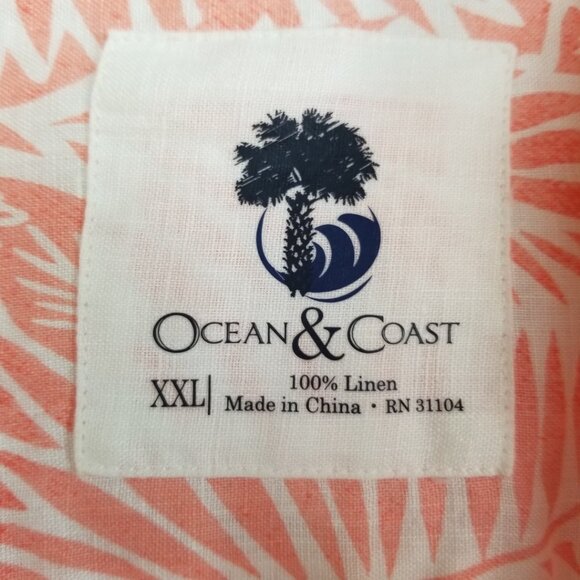 OCEAN & COAST
XXL | 100% Linen
Made in China · RN 31104